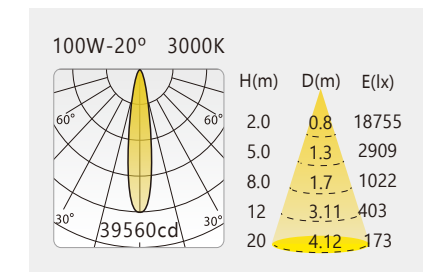 100W-20º 3000K
60° 60°
30° 30°
39560cd
H(m) D(m) E(lx)
2.0 0.8 18755
5.0 1.3 2909
8.0 1.7 1022
12 3.11 403
20 4.12 173